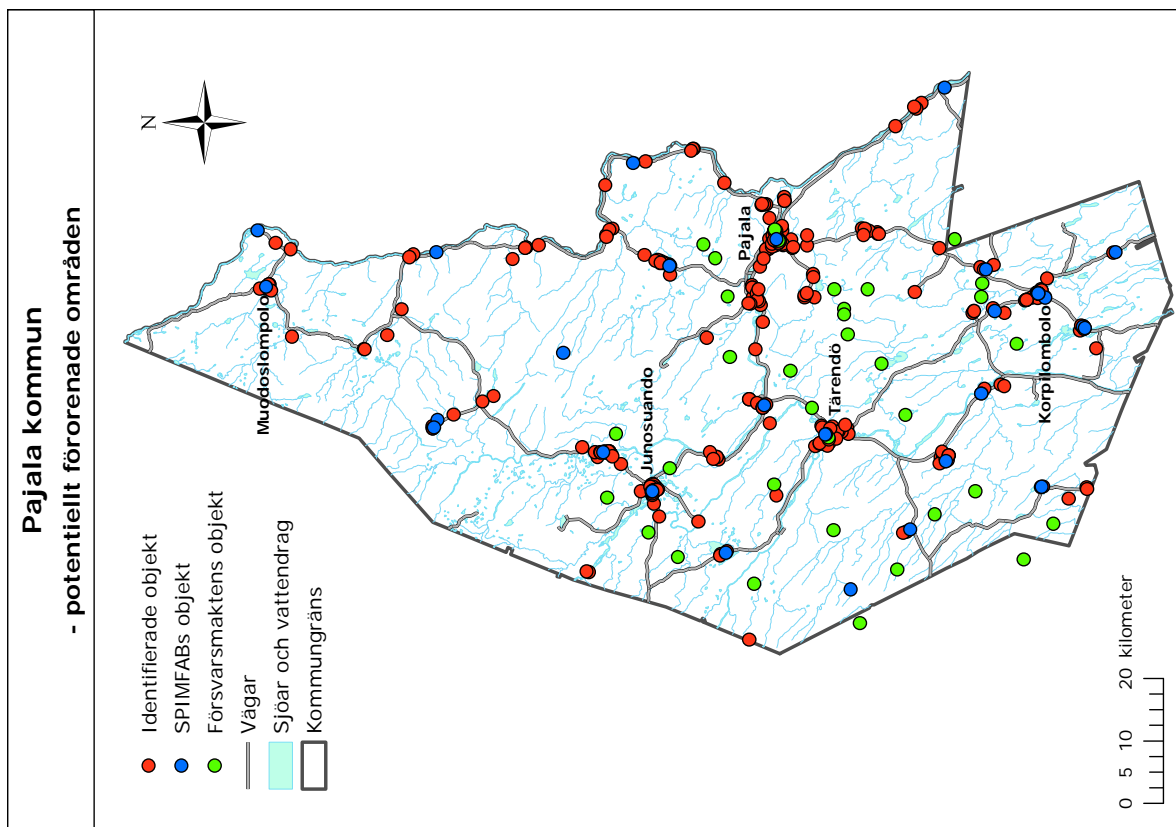 Pajala kommun
- potentiellt förorenade områden
N
Identifierade objekt
SPIMFABs objekt
Försvarsmaktens objekt
Vägar
Sjöar och vattendrag
Kommungräns
Muodoslompolo
Junosuando
Pajala
Tärendö
Korpilombolo
0 5 10 20 kilometer